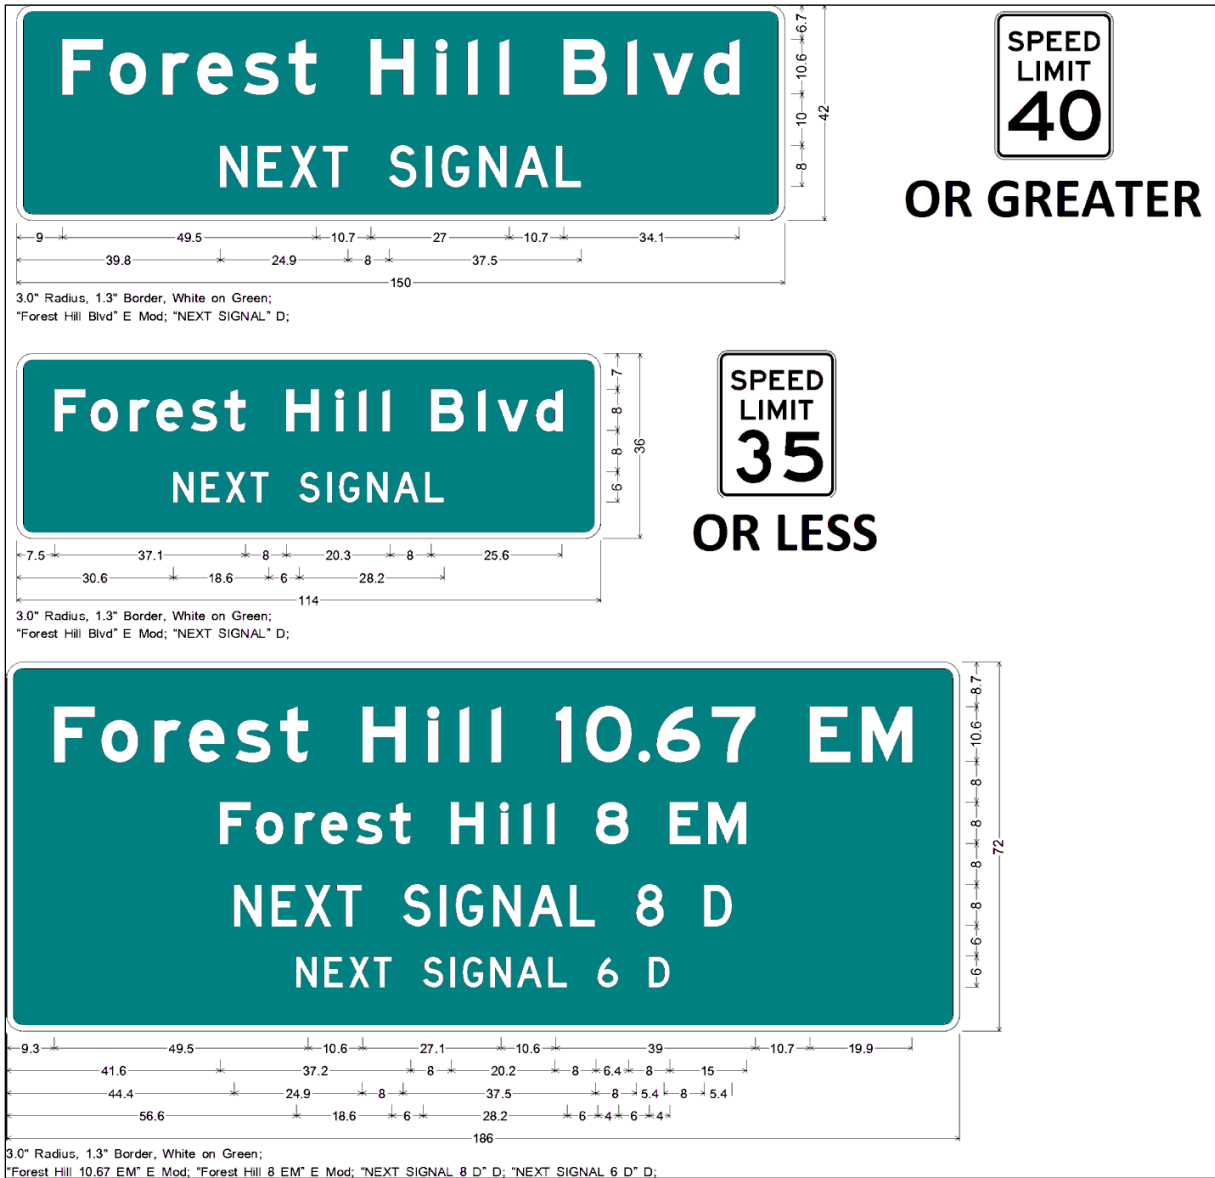 Forest Hill Blvd
NEXT SIGNAL
6.7
10.6
10
8
42
SPEED
LIMIT
40
OR GREATER
9 49.5 10.7 27 10.7 34.1
39.8 24.9 8 37.5
150
3.0" Radius, 1.3" Border, White on Green;
"Forest Hill Blvd" E Mod; "NEXT SIGNAL" D;
Forest Hill Blvd
NEXT SIGNAL
7
8
8
6
36
SPEED
LIMIT
35
OR LESS
7.5 37.1 8 20.3 8 25.6
30.6 18.6 6 28.2
114
3.0" Radius, 1.3" Border, White on Green;
"Forest Hill Blvd" E Mod; "NEXT SIGNAL" D;
Forest Hill 10.67 EM
Forest Hill 8 EM
NEXT SIGNAL 8 D
NEXT SIGNAL 6 D
8.7
10.6
8
8
8
8
6
6
72
9.3 49.5 10.6 27.1 10.6 39 10.7 19.9
41.6 37.2 8 20.2 8 6.4 8 15
44.4 24.9 8 37.5 8 5.4 8 5.4
56.6 18.6 6 28.2 6 4 6 4
186
3.0" Radius, 1.3" Border, White on Green;
"Forest Hill 10.67 EM" E Mod; "Forest Hill 8 EM" E Mod; "NEXT SIGNAL 8 D" D; "NEXT SIGNAL 6 D" D;